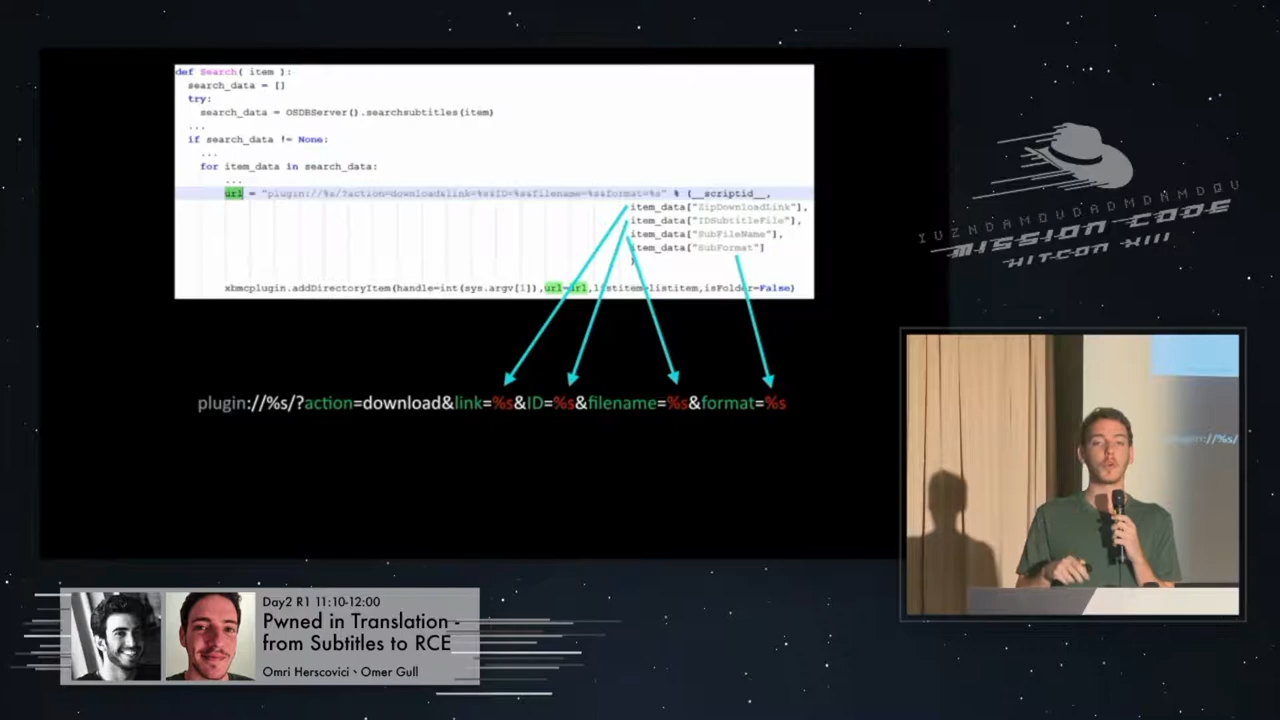 def Search( item ):
search_data = []
try:
search_data = OSDBServer().searchsubtitles(item)
...
if search_data != None:
...
for item_data in search_data:
...
url = "plugin://%s/?action=download&link=%s&ID=%s&filename=%s&format=%s" % (__scriptid__,
item_data["ZipDownloadLink"],
item_data["IDSubtitleFile"],
item_data["SubFileName"],
item_data["SubFormat"]
)
xbmcplugin.addDirectoryItem(handle=int(sys.argv[1]),url=url,listitem=listitem,isFolder=False)
plugin://%s/?action=download&link=%s&ID=%s&filename=%s&format=%s
MISSION CODE
HITCON XIII
plugin://%s/
Day2 R1 11:10-12:00
Pwned in Translation -
from Subtitles to RCE
Omri Herscovici、Omer Gull